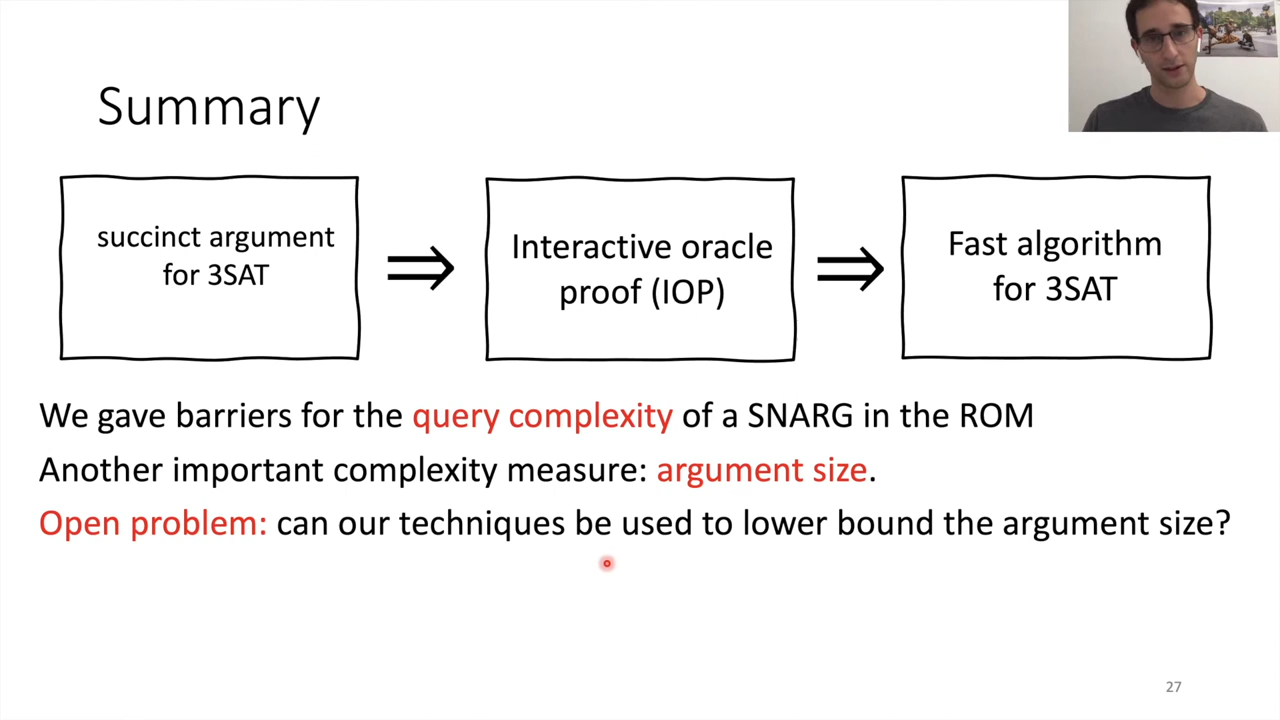 Summary
succinct argument
for 3SAT
⇒
Interactive oracle
proof (IOP)
⇒
Fast algorithm
for 3SAT
We gave barriers for the query complexity of a SNARG in the ROM
Another important complexity measure: argument size.
Open problem: can our techniques be used to lower bound the argument size?
27